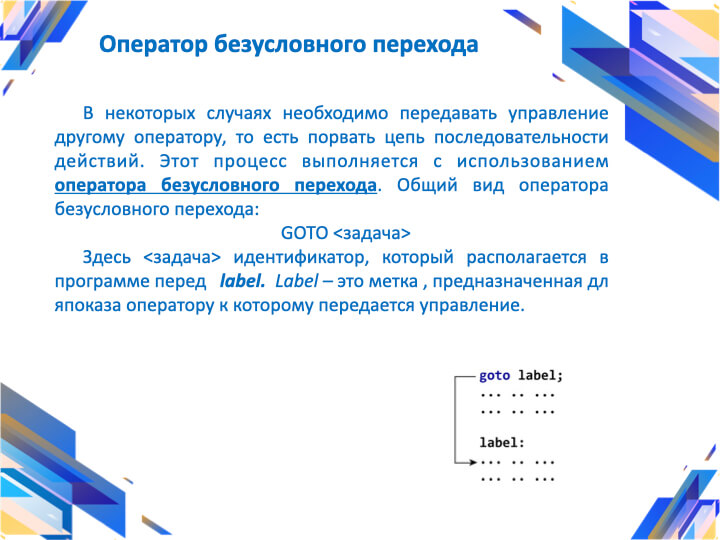 Оператор безусловного перехода
В некоторых случаях необходимо передавать управление
другому оператору, то есть порвать цепь последовательности
действий. Этот процесс выполняется с использованием
оператора безусловного перехода. Общий вид оператора
безусловного перехода:
GOTO <задача>
Здесь <задача> идентификатор, который располагается в
программе перед label. Label – это метка , предназначенная дл
япоказа оператору к которому передается управление.
goto label;
... .. ...
... .. ...
label:
... .. ...
... .. ...